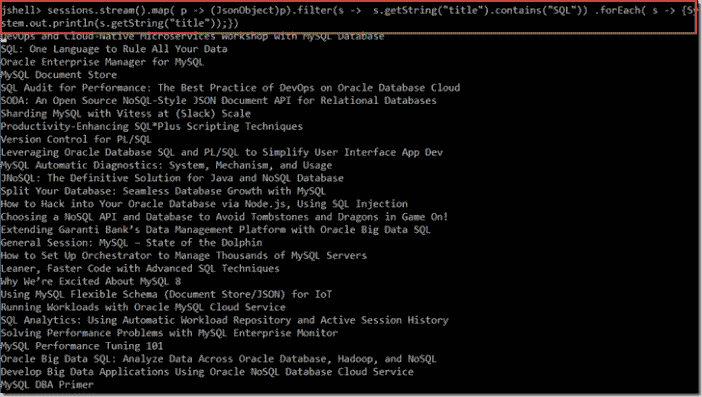 jshell> sessions.stream().map( p -> (JsonObject)p).filter(s ->  s.getString("title").contains("SQL")) .forEach( s -> {Sy
stem.out.println(s.getString("title"));})
DevOps and Cloud-Native Microservices Workshop with MySQL Database
SQL: One Language to Rule All Your Data
Oracle Enterprise Manager for MySQL
MySQL Document Store
SQL Audit for Performance: The Best Practice of DevOps on Oracle Database Cloud
SODA: An Open Source NoSQL-Style JSON Document API for Relational Databases
Sharding MySQL with Vitess at (Slack) Scale
Productivity-Enhancing SQL*Plus Scripting Techniques
Version Control for PL/SQL
Leveraging Oracle Database SQL and PL/SQL to Simplify User Interface App Dev
MySQL Automatic Diagnostics: System, Mechanism, and Usage
JNoSQL: The Definitive Solution for Java and NoSQL Database
Split Your Database: Seamless Database Growth with MySQL
How to Hack into Your Oracle Database via Node.js, Using SQL Injection
Choosing a NoSQL API and Database to Avoid Tombstones and Dragons in Game On!
Extending Garanti Bank's Data Management Platform with Oracle Big Data SQL
General Session: MySQL – State of the Dolphin
How to Set Up Orchestrator to Manage Thousands of MySQL Servers
Leaner, Faster Code with Advanced SQL Techniques
Why We're Excited About MySQL 8
Using MySQL Flexible Schema (Document Store/JSON) for IoT
Running Workloads with Oracle MySQL Cloud Service
SQL Analytics: Using Automatic Workload Repository and Active Session History
Solving Performance Problems with MySQL Enterprise Monitor
MySQL Performance Tuning 101
Oracle Big Data SQL: Analyze Data Across Oracle Database, Hadoop, and NoSQL
Develop Big Data Applications Using Oracle NoSQL Database Cloud Service
MySQL DBA Primer